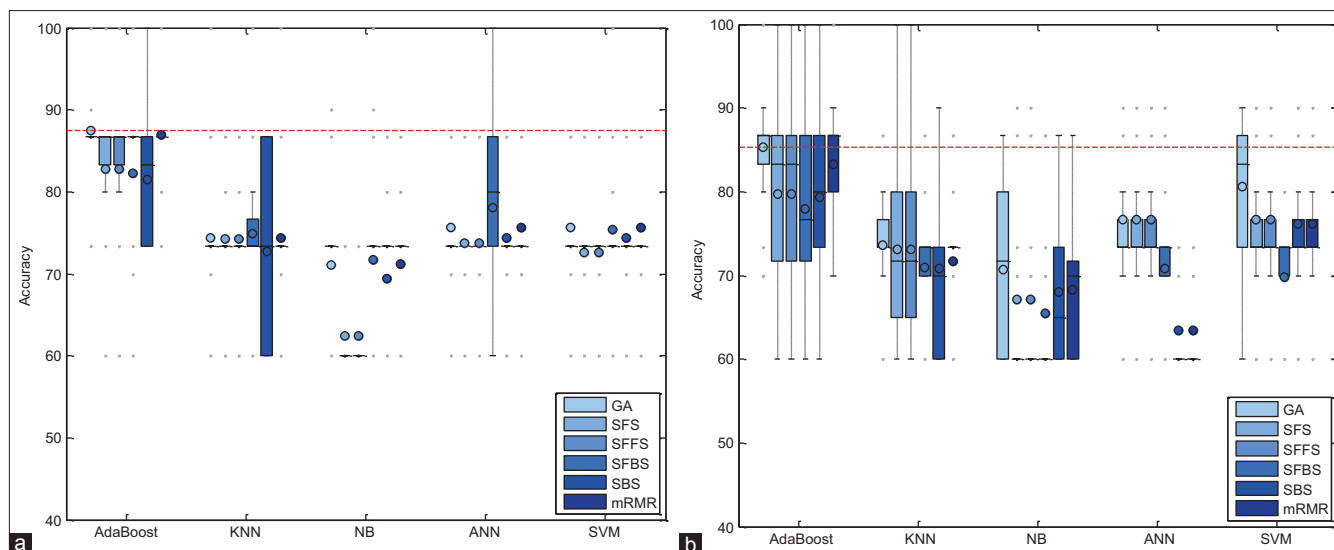 100
90
80
70
60
50
40
Accuracy
AdaBoost KNN NB ANN SVM
GA
SFS
SFFS
SFBS
SBS
mRMR
a
100
90
80
70
60
50
40
Accuracy
AdaBoost KNN NB ANN SVM
GA
SFS
SFFS
SFBS
SBS
mRMR
b